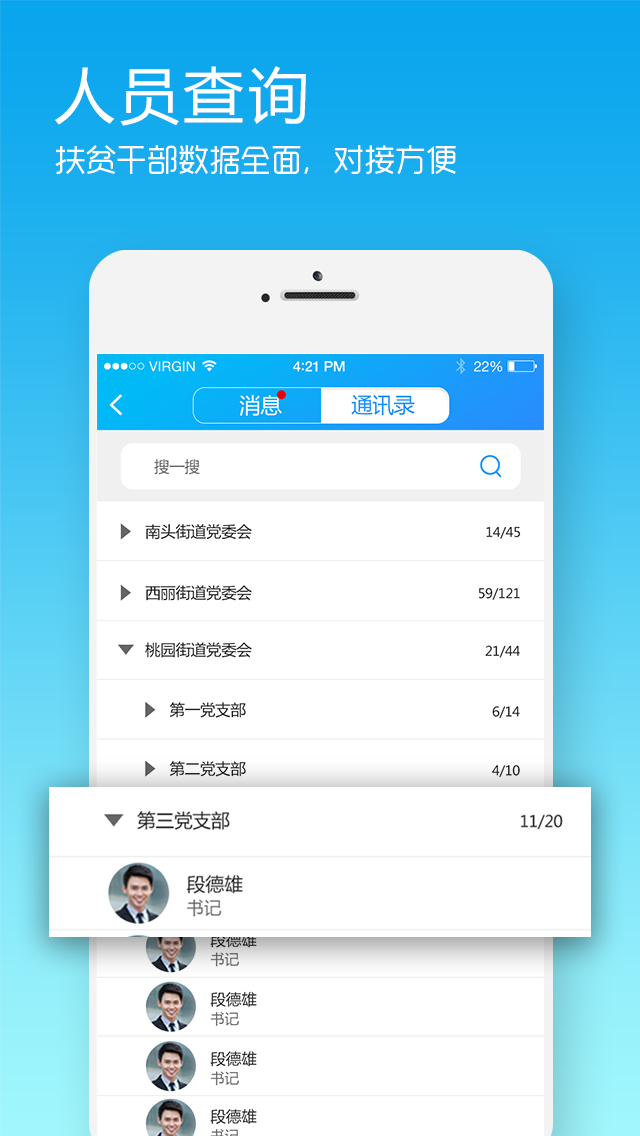 人员查询
扶贫干部数据全面，对接方便
VIRGIN 4:21 PM 22%
消息 通讯录
搜一搜
南头街道党委会 14/45
西丽街道党委会 59/121
桃园街道党委会 21/44
第一党支部 6/14
第二党支部 4/10
第三党支部 11/20
段德雄
书记
段德雄
书记
段德雄
书记
段德雄
书记
段德雄
书记